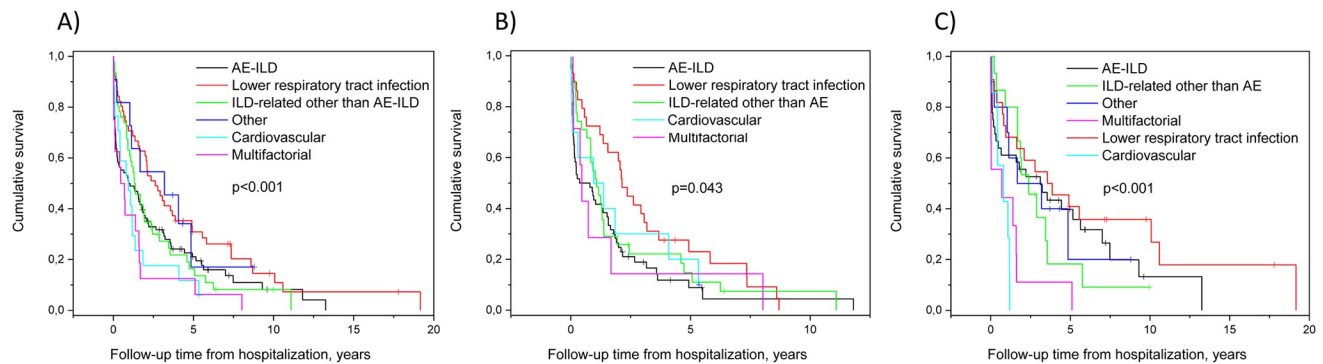 A)
Cumulative survival
1,0
0,8
0,6
0,4
0,2
0,0
AE-ILD
Lower respiratory tract infection
ILD-related other than AE-ILD
Other
Cardiovascular
Multifactorial
p<0.001
0 5 10 15 20
Follow-up time from hospitalization, years
B)
Cumulative survival
1,0
0,8
0,6
0,4
0,2
0,0
AE-ILD
Lower respiratory tract infection
ILD-related other than AE
Cardiovascular
Multifactorial
p=0.043
0 5 10
Follow-up time from hospitalization, years
C)
Cumulative survival
1,0
0,8
0,6
0,4
0,2
0,0
AE-ILD
ILD-related other than AE
Other
Multifactorial
Lower respiratory tract infection
Cardiovascular
p<0.001
0 5 10 15 20
Follow-up time from hospitalization, years